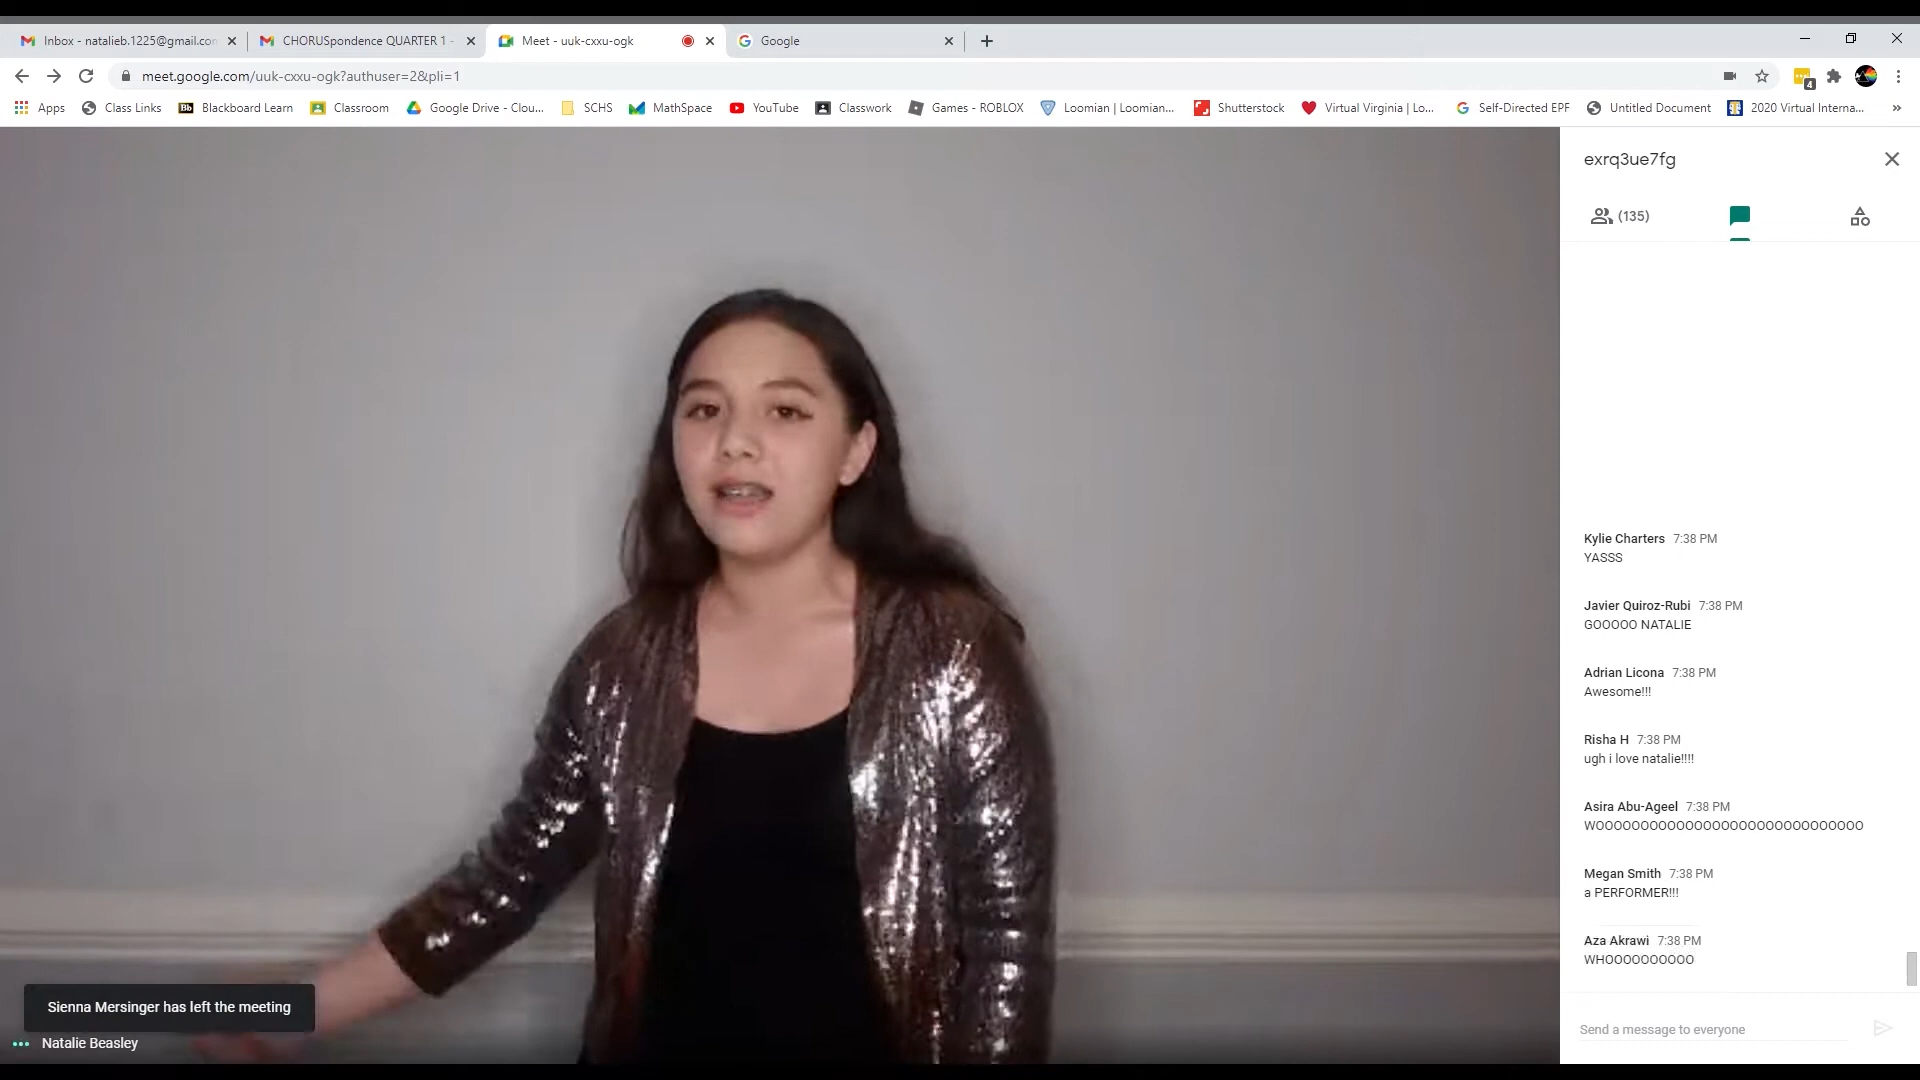 Inbox - natalieb.1225@gmail.con
CHORUSpondence QUARTER 1 -
Meet - uuk-cxxu-ogk
Google
meet.google.com/uuk-cxxu-ogk?authuser=2&pli=1
4
Apps
Class Links
Bb
Blackboard Learn
Classroom
Google Drive - Clou...
SCHS
MathSpace
YouTube
Classwork
Games - ROBLOX
Loomian | Loomian...
Shutterstock
Virtual Virginia | Lo...
Self-Directed EPF
Untitled Document
2020 Virtual Interna...
exrq3ue7fg
(135)
Kylie Charters 7:38 PM
YASSS
Javier Quiroz-Rubi 7:38 PM
GOOOOO NATALIE
Adrian Licona 7:38 PM
Awesome!!!
Risha H 7:38 PM
ugh i love natalie!!!!
Asira Abu-Ageel 7:38 PM
WOOOOOOOOOOOOOOOOOOOOOOOOOOOOO
Megan Smith 7:38 PM
a PERFORMER!!!
Aza Akrawi 7:38 PM
WHOOOOOOOOOO
Send a message to everyone
Sienna Mersinger has left the meeting
Natalie Beasley